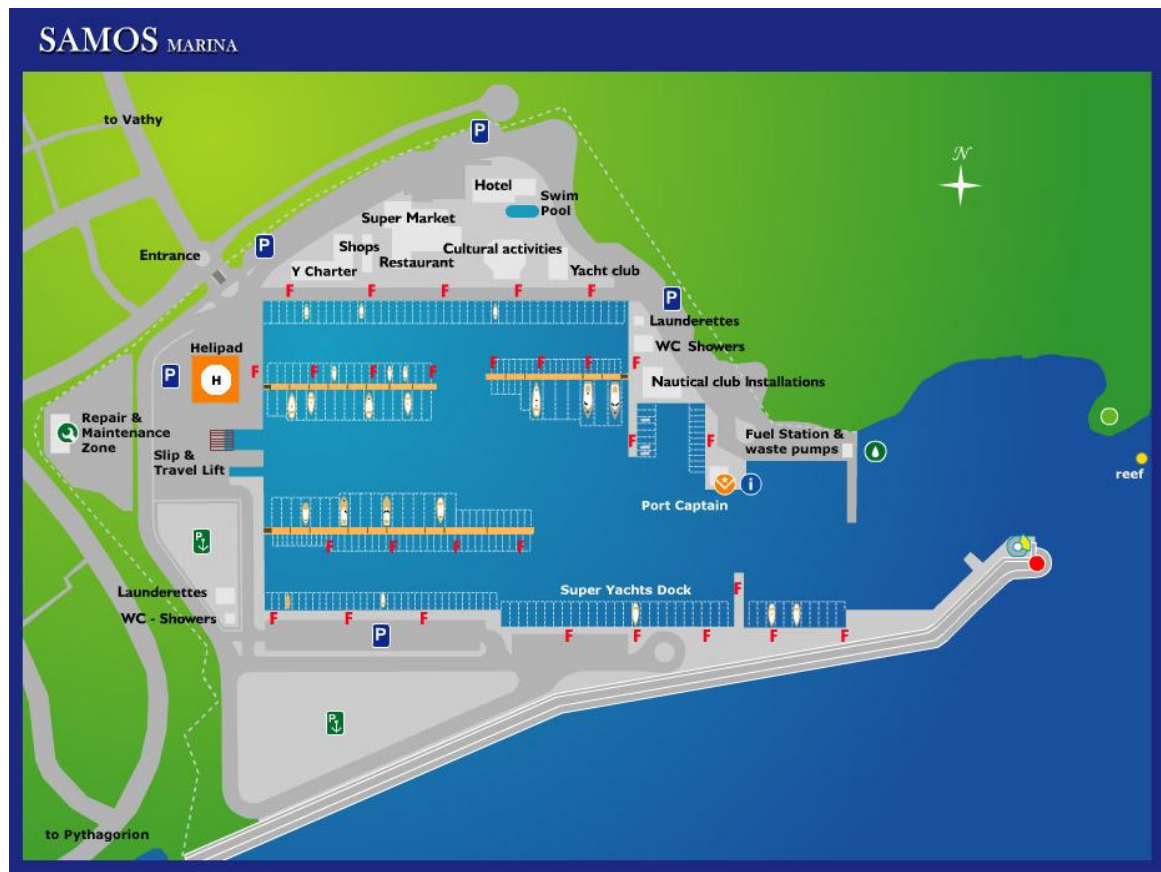 SAMOS MARINA
to Vathy
P
N
Hotel
Swim
Pool
Super Market
P
Shops
Cultural activities
Entrance
Restaurant
Y Charter
Yacht club
F F F F F
P
Launderettes
Helipad
WC Showers
H
P
F F F F F F F F
Nautical club Installations
Repair &
Maintenance
Zone
F F
Fuel Station &
waste pumps
Slip &
Travel Lift
reef
i
Port Captain
P
F F F F
Launderettes
Super Yachts Dock
F
WC - Showers
F F F
P
F F F F F
P
to Pythagorion